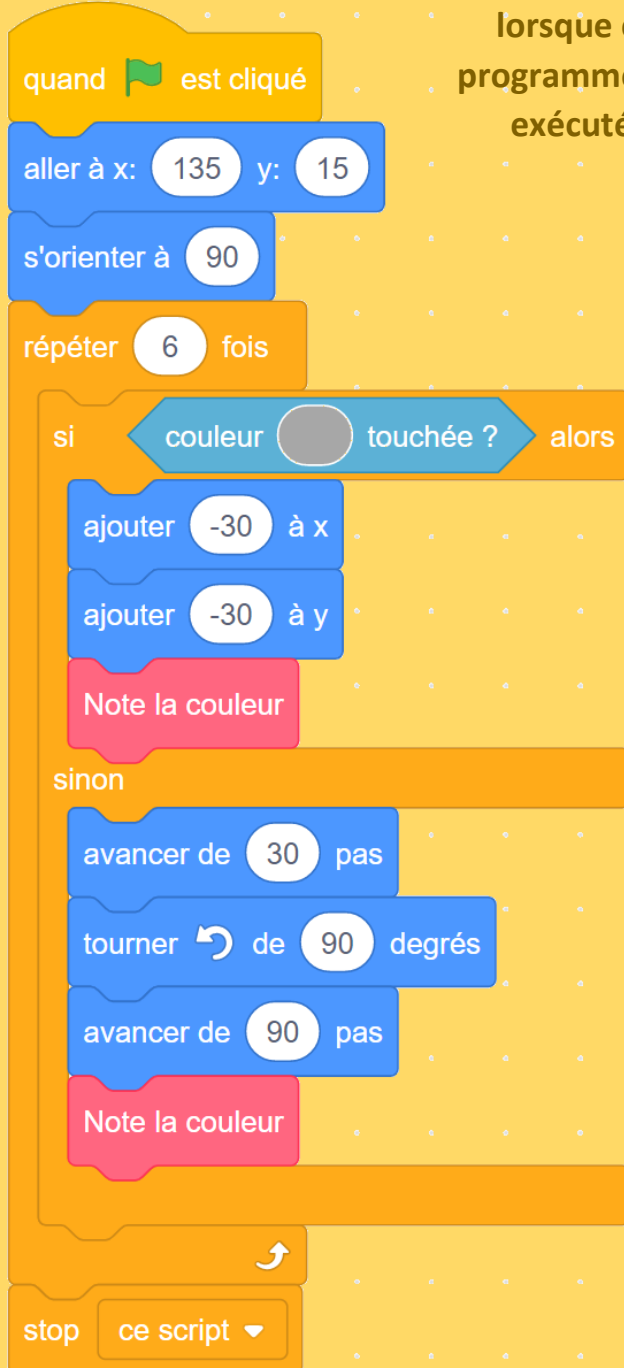 lorsque
programme
exécuté
quand est cliqué
aller à x: 135 y: 15
s'orienter à 90
répéter 6 fois
si couleur touchée ? alors
ajouter -30 à x
ajouter -30 à y
Note la couleur
sinon
avancer de 30 pas
tourner de 90 degrés
avancer de 90 pas
Note la couleur
stop ce script